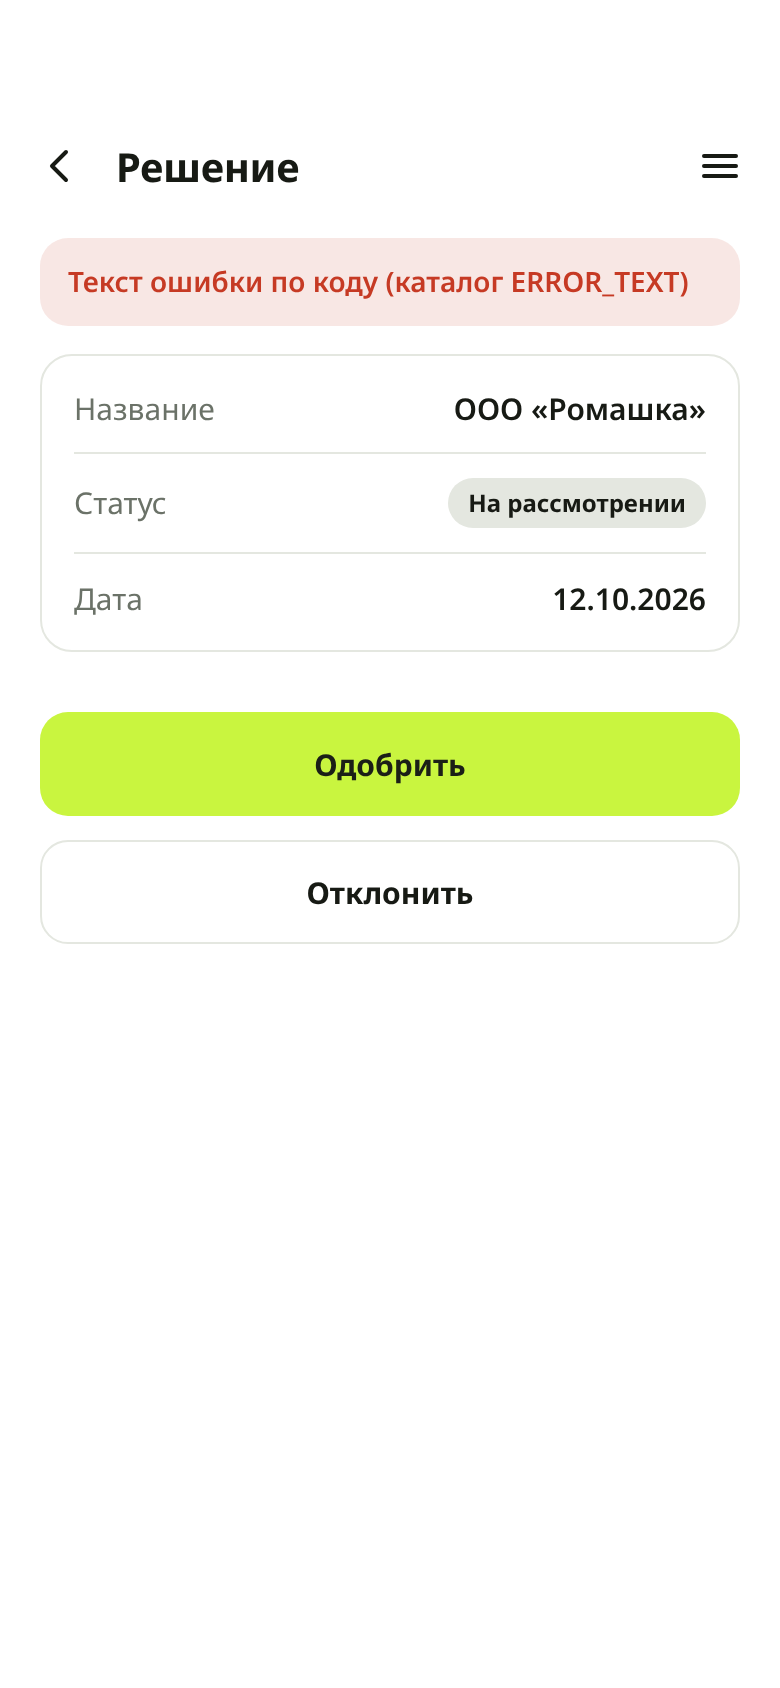 Решение
Текст ошибки по коду (каталог ERROR_TEXT)
Название ООО «Ромашка»
Статус На рассмотрении
Дата 12.10.2026
Одобрить
Отклонить